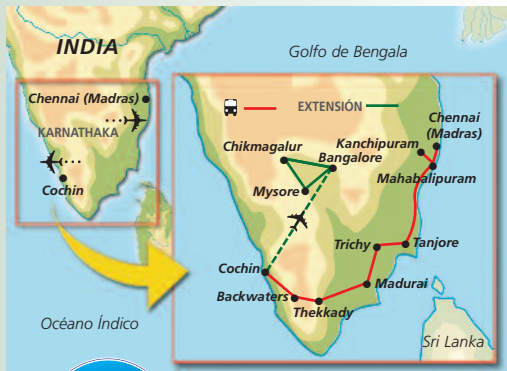 INDIA
Golfo de Bengala
Chennai (Madras)
KARNATHAKA
Cochin
EXTENSIÓN
Chennai
(Madras)
Kanchipuram
Chikmagalur
Bangalore
Mahabalipuram
Mysore
Trichy
Tanjore
Cochin
Backwaters
Madurai
Thekkady
Océano Índico
Sri Lanka